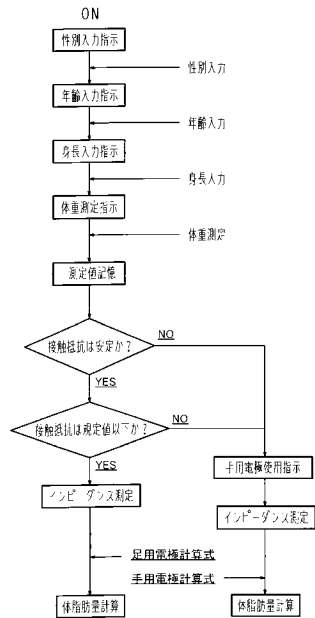 ON
性別入力指示
性別入力
年齢入力指示
年齢入力
身長入力指示
身長入力
体重測定指示
体重測定
測定値記憶
接触抵抗は安定か？
NO
YES
接触抵抗は規定値以下か？
NO
YES
手用電極使用指示
インピーダンス測定
インピーダンス測定
足用電極計算式
手用電極計算式
体脂肪量計算
体脂肪量計算